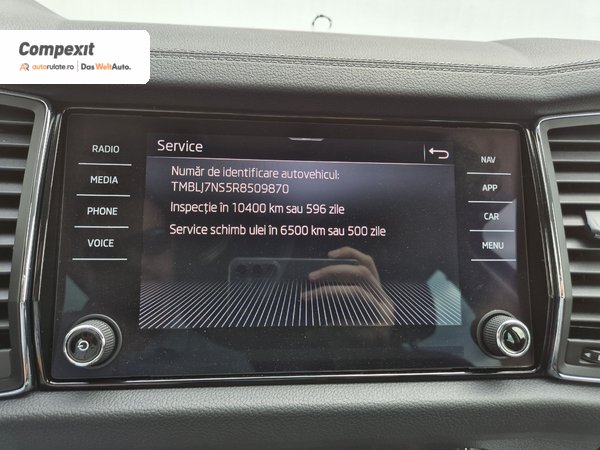 Compexit
autorulate.ro | Das WeltAuto.
Service
RADIO
MEDIA
PHONE
VOICE
Număr de identificare autovehicul:
TMBLJ7NS5R8509870
Inspecție în 10400 km sau 596 zile
Service schimb ulei în 6500 km sau 500 zile
NAV
APP
CAR
MENU